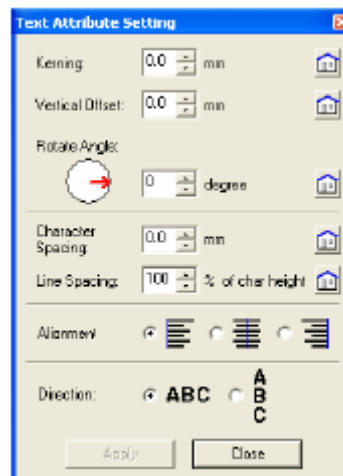 Text Attribute Setting
Kerning: 0.0 mm
Vertical Offset: 0.0 mm
Rotate Angle:
0 degree
Character
Spacing: 0.0 mm
Line Spacing: 100 % of char height
Alignment
Direction: ABC A
B
C
Apply Close